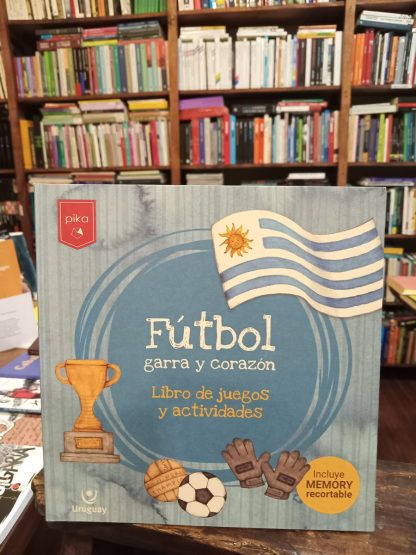 pika
Fútbol
garra y corazón
Libro de juegos
y actividades
Incluye
MEMORY
recortable
Uruguay